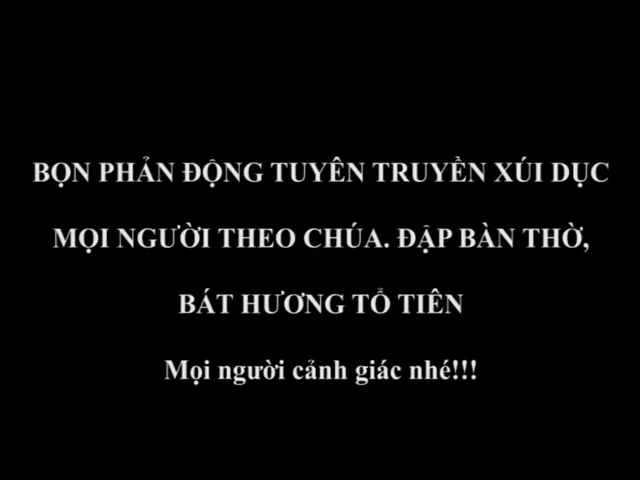 BỌN PHẢN ĐỘNG TUYÊN TRUYỀN XÚI DỤC
MỌI NGƯỜI THEO CHÚA. ĐẬP BÀN THỜ,
BÁT HƯƠNG TỔ TIÊN
Mọi người cảnh giác nhé!!!